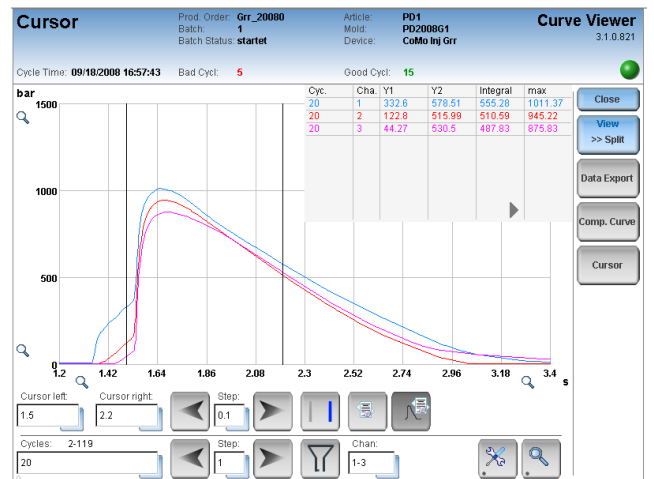 Cursor
Prod. Order: Grr_20080
Batch: 1
Batch Status: startet
Article: PD1
Mold: PD2008G1
Device: CoMo Inj Grr
Curve Viewer
3.1.0.821
Cycle Time: 09/18/2008 16:57:43
Bad Cycl: 5
Good Cycl: 15
bar
Cyc. Cha. Y1 Y2 Integral max
20 1 332.6 578.51 555.28 1011.37
20 2 122.8 515.99 510.59 945.22
20 3 44.27 530.5 487.83 875.83
1500
1000
500
0
1.2 1.42 1.64 1.86 2.08 2.3 2.52 2.74 2.96 3.18 3.4
s
Close
View
>> Split
Data Export
Comp. Curve
Cursor
Cursor left: Cursor right: Step:
1.5 2.2 0.1
Cycles: 2-119 Step: Chan:
20 1 1-3